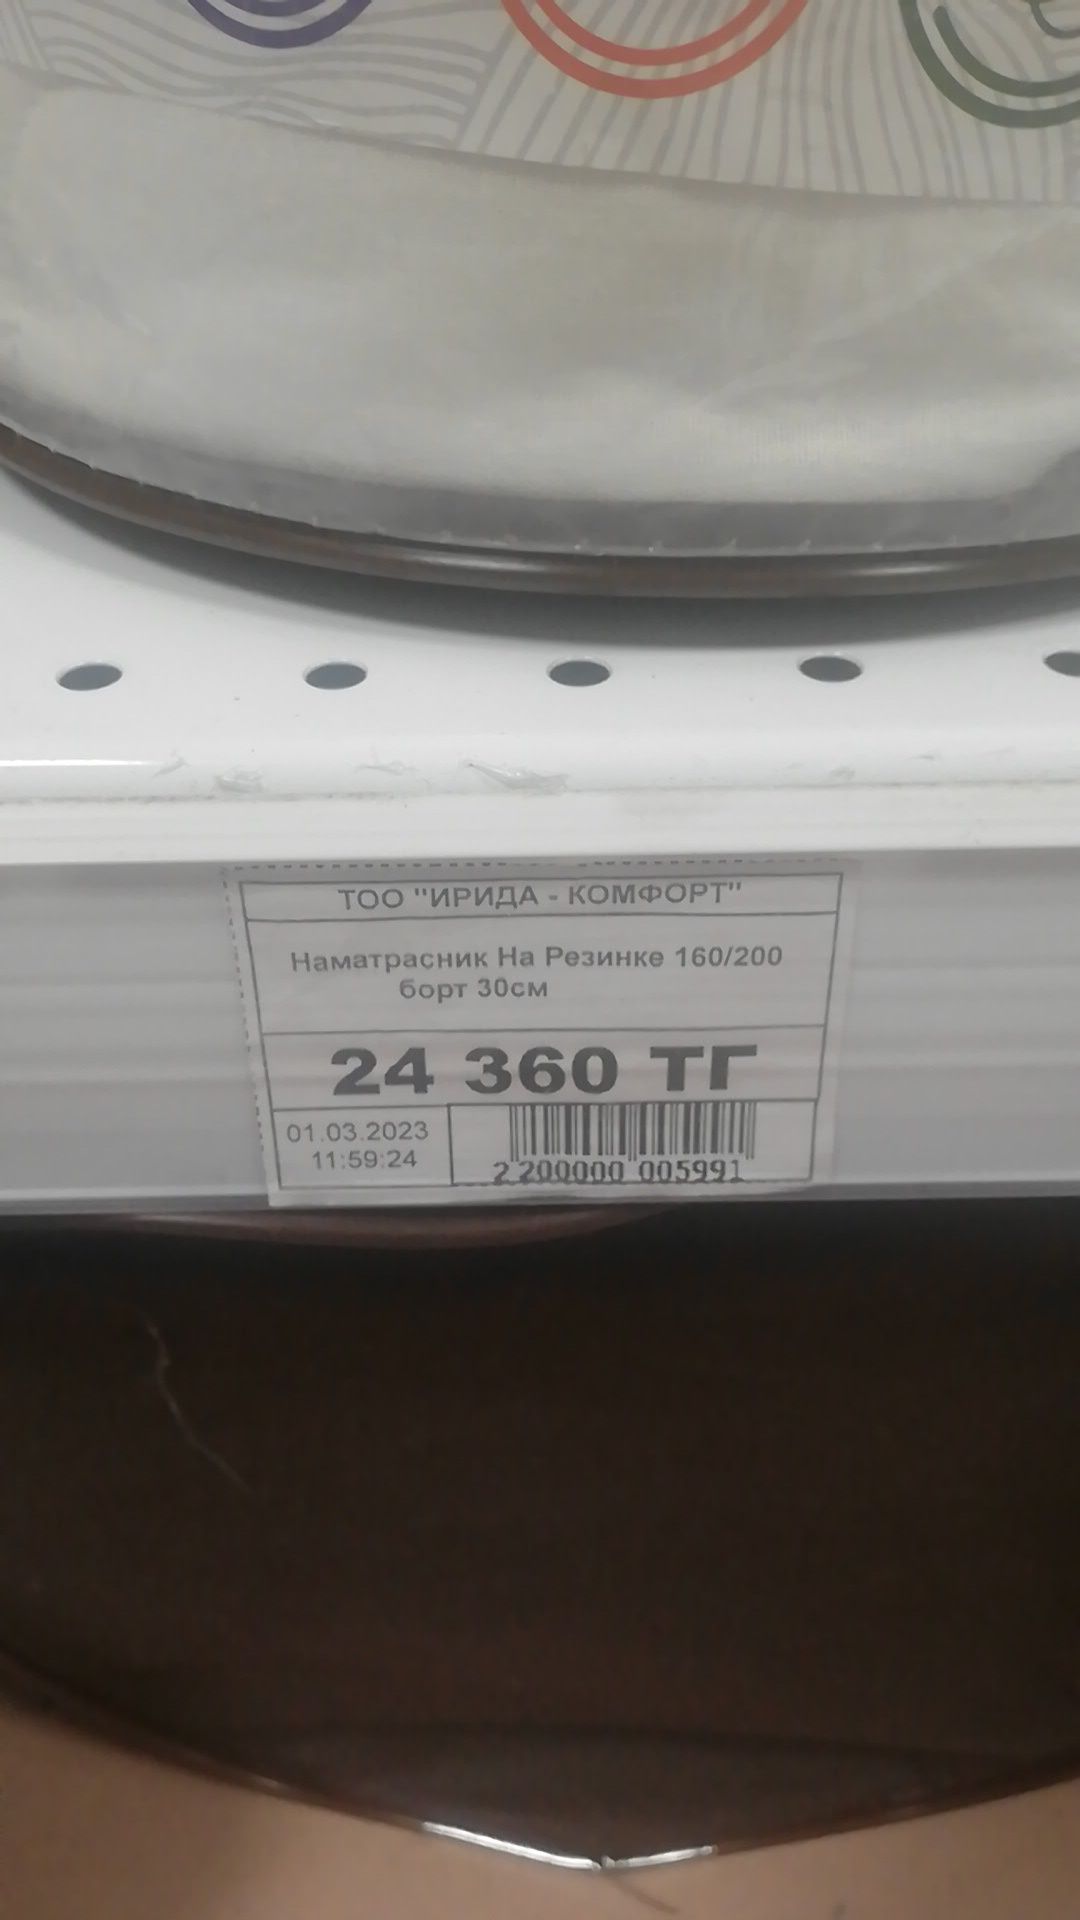 ТОО "ИРИДА - КОМФОРТ"
Наматрасник На Резинке 160/200
борт 30см
24 360 ТГ
01.03.2023
11:59:24
2 200000 005991